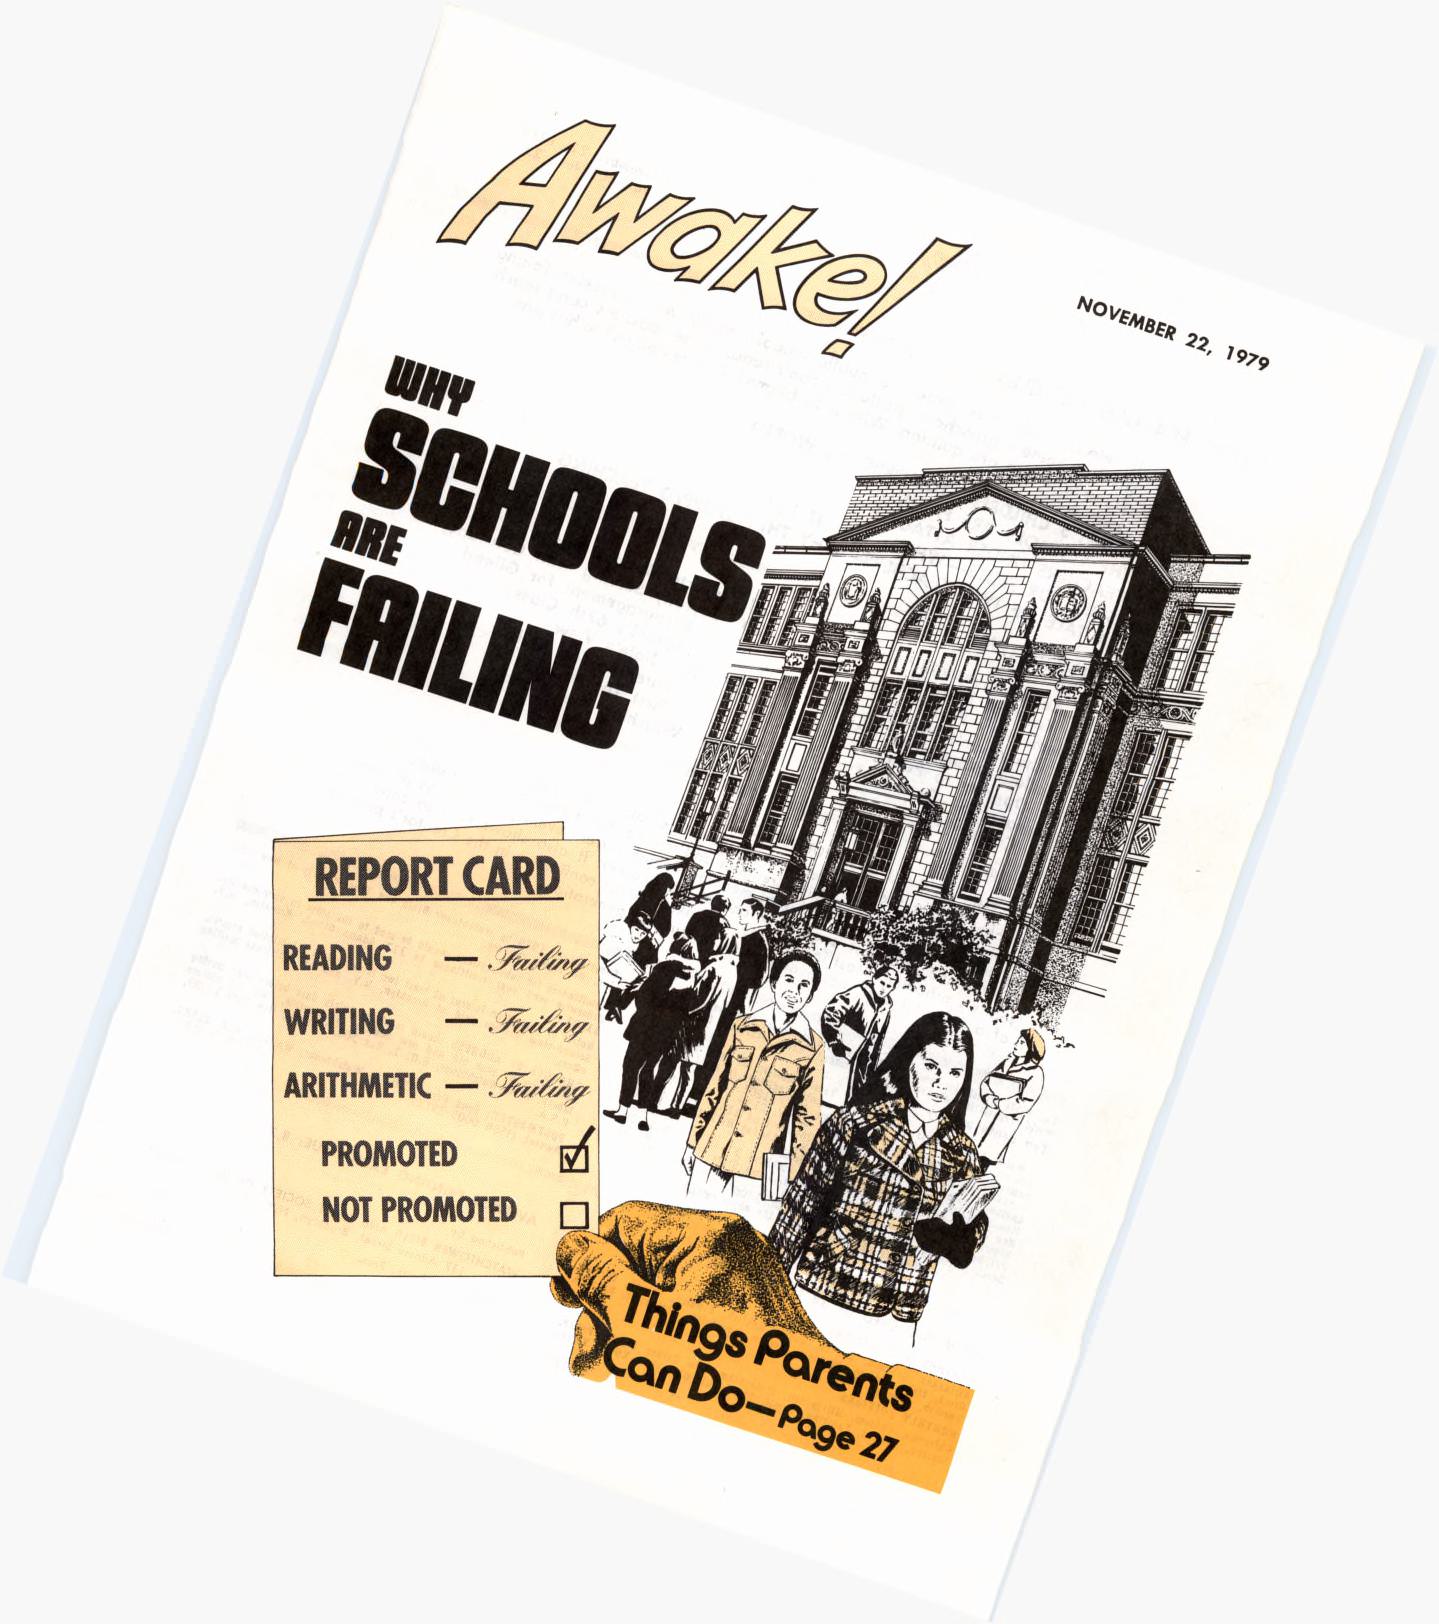 Awake!
NOVEMBER 22, 1979
WHY
SCHOOLS
ARE
FAILING
REPORT CARD
READING — Failing
WRITING — Failing
ARITHMETIC — Failing
PROMOTED
NOT PROMOTED
Things Parents
Can Do—Page 27